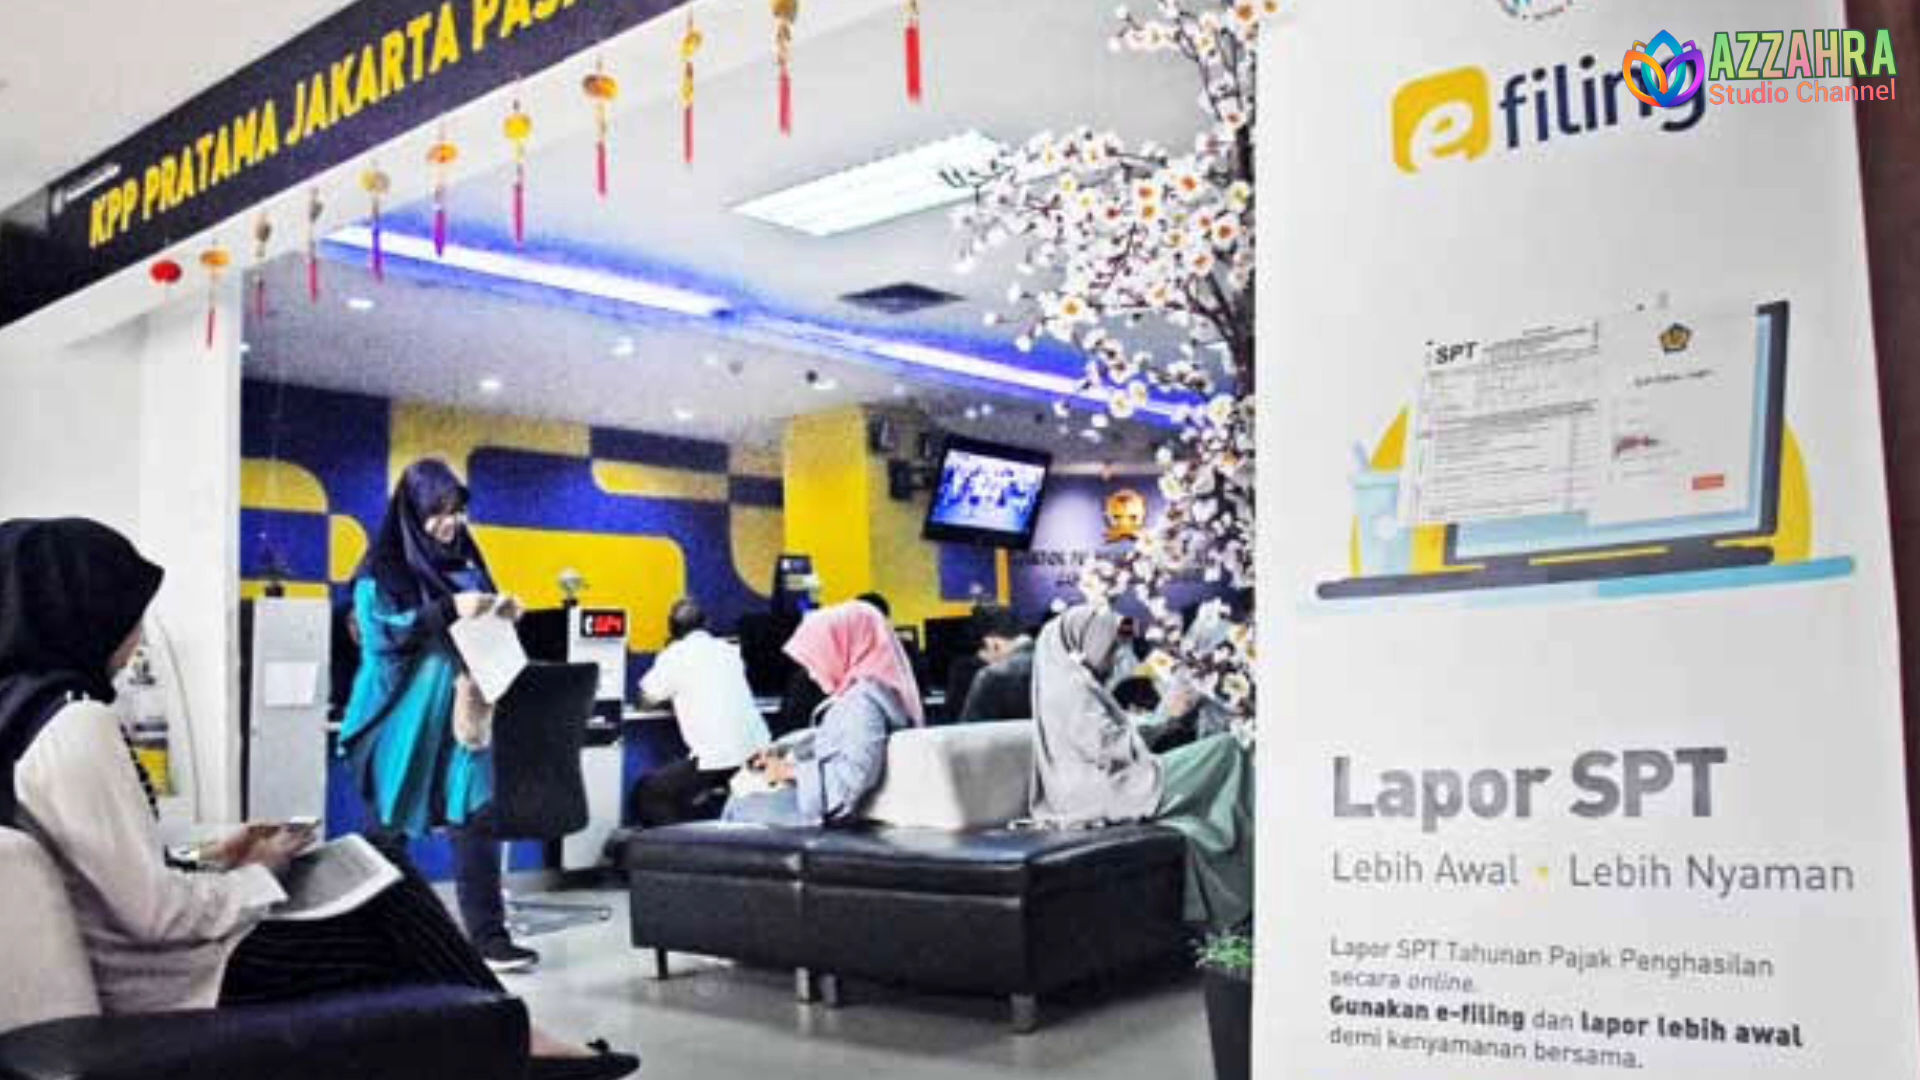 KPP PRATAMA JAKARTA
efiling
AZZAHRA
Studio Channel
SPT
Lapor SPT
Lebih Awal • Lebih Nyaman
Lapor SPT Tahunan Pajak Penghasilan
secara online.
Gunakan e-filing dan lapor lebih awal
demi kenyamanan bersama.